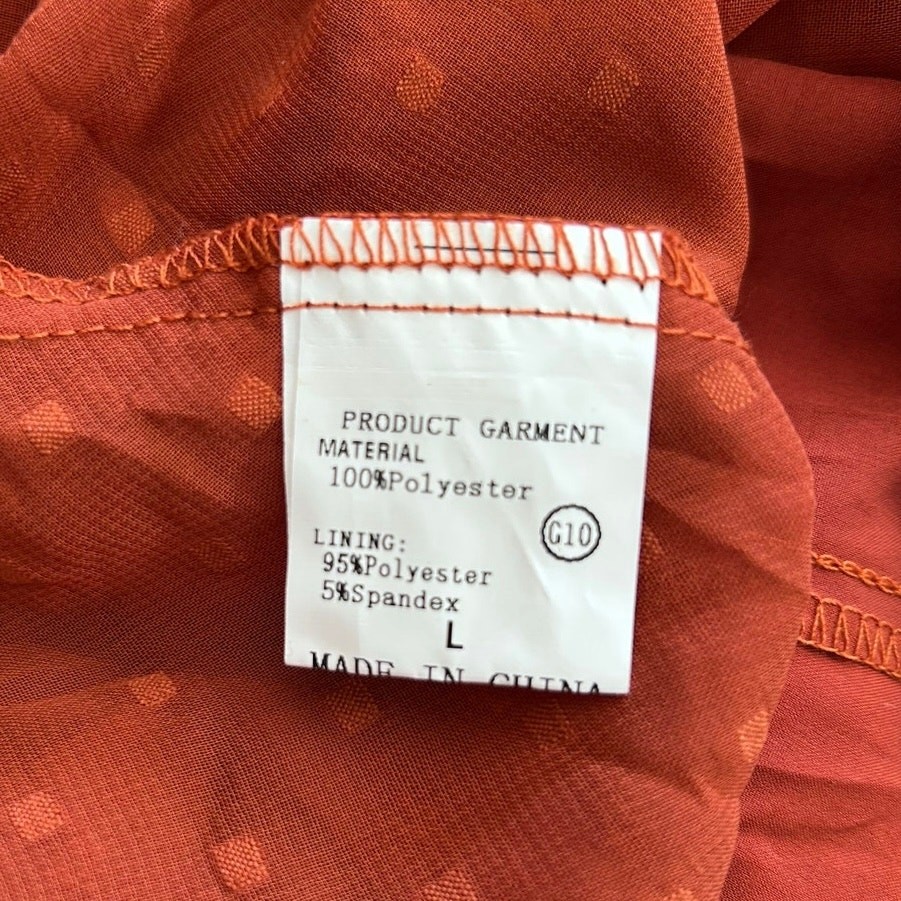 PRODUCT GARMENT
MATERIAL
100%Polyester
G10
LINING:
95%Polyester
5%Spandex
L
MADE IN CHINA